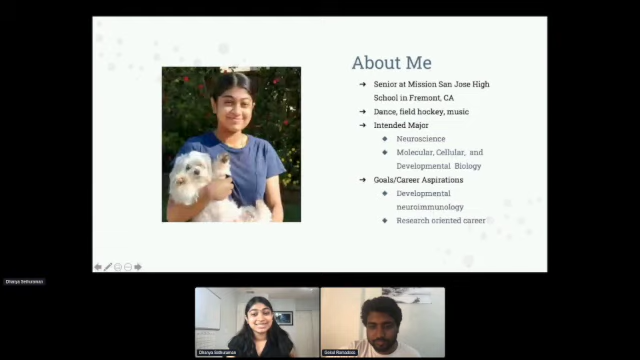 About Me
Senior at Mission San Jose High
School in Fremont, CA
Dance, field hockey, music
Intended Major
Neuroscience
Molecular, Cellular, and
Developmental Biology
Goals/Career Aspirations
Developmental
neuroimmunology
Research oriented career